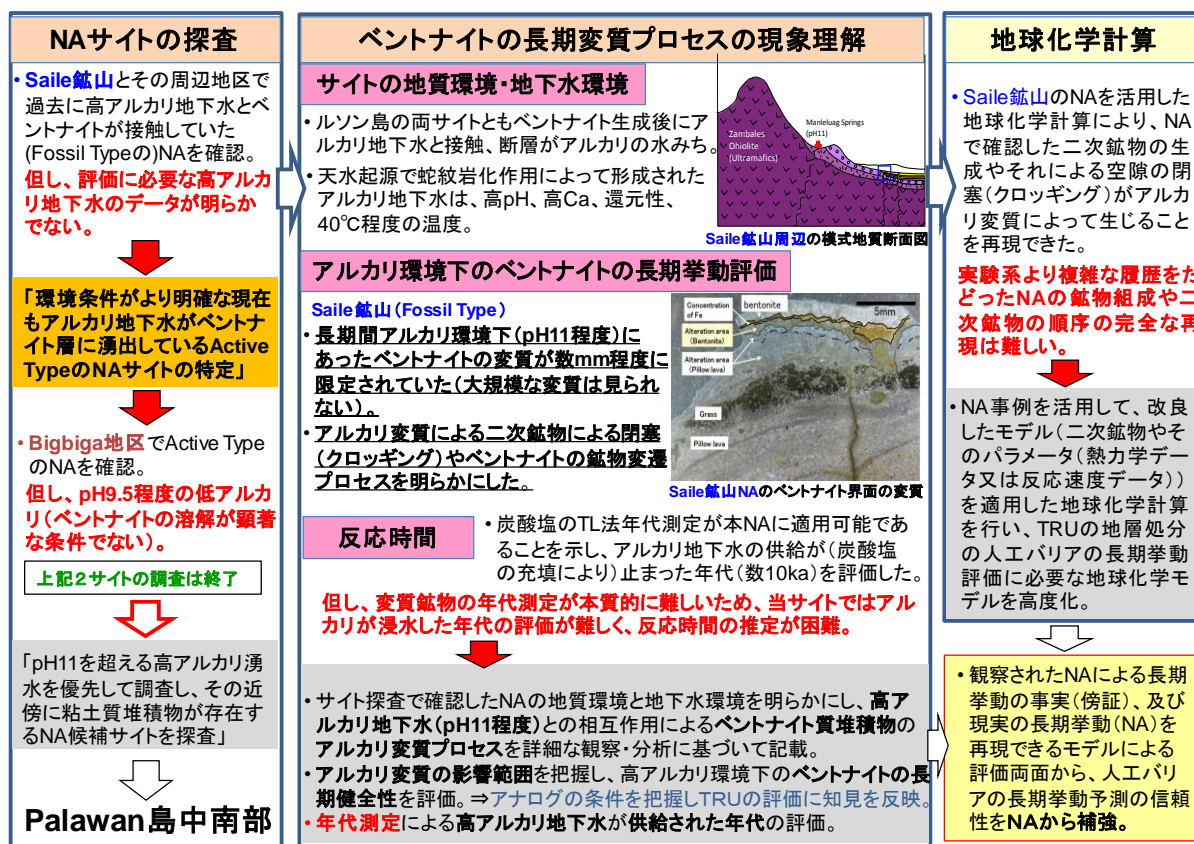 NAサイトの探査
・Saile鉱山とその周辺地区で
過去に高アルカリ地下水とベ
ントナイトが接触していた
(Fossil Typeの)NAを確認。
但し、評価に必要な高アルカ
リ地下水のデータが明らか
でない。
「環境条件がより明確な現在
もアルカリ地下水がベントナ
イト層に湧出しているActive
TypeのNAサイトの特定」
・Bigbiga地区でActive Type
のNAを確認。
但し、pH9.5程度の低アルカ
リ(ベントナイトの溶解が顕著
な条件でない)。
上記２サイトの調査は終了
「pH11を超える高アルカリ湧
水を優先して調査し、その近
傍に粘土質堆積物が存在す
るNA候補サイトを探査」
Palawan島中南部
ベントナイトの長期変質プロセスの現象理解
サイトの地質環境・地下水環境
・ルソン島の両サイトともベントナイト生成後にア
ルカリ地下水と接触、断層がアルカリの水みち。
・天水起源で蛇紋岩化作用によって形成された
アルカリ地下水は、高pH、高Ca、還元性、
40℃程度の温度。
Zambales
Ohiolite
(Ultramafics)
Manleluag Springs
(pH11)
Saile鉱山周辺の模式地質断面図
アルカリ環境下のベントナイトの長期挙動評価
Saile鉱山(Fossil Type)
・長期間アルカリ環境下(pH11程度)に
あったベントナイトの変質が数mm程度に
限定されていた(大規模な変質は見られ
ない)。
・アルカリ変質による二次鉱物による閉塞
(クロッギング)やベントナイトの鉱物変遷
プロセスを明らかにした。
Concentration
of Fe
bentonite
5mm
Alteration area
(Bentonite)
Alteration area
(Pillow lava)
Grass
Pillow lava
Saile鉱山NAのベントナイト界面の変質
反応時間
・炭酸塩のTL法年代測定が本NAに適用可能であ
ることを示し、アルカリ地下水の供給が(炭酸塩
の充填により)止まった年代(数10ka)を評価した。
但し、変質鉱物の年代測定が本質的に難しいため、当サイトではアル
カリが浸水した年代の評価が難しく、反応時間の推定が困難。
・サイト探査で確認したNAの地質環境と地下水環境を明らかにし、高ア
ルカリ地下水(pH11程度)との相互作用によるベントナイト質堆積物の
アルカリ変質プロセスを詳細な観察・分析に基づいて記載。
・アルカリ変質の影響範囲を把握し、高アルカリ環境下のベントナイトの長
期健全性を評価。⇒アナログの条件を把握しTRUの評価に知見を反映。
・年代測定による高アルカリ地下水が供給された年代の評価。
地球化学計算
・Saile鉱山のNAを活用した
地球化学計算により、NA
で確認した二次鉱物の生
成やそれによる空隙の閉
塞(クロッギング)がアルカ
リ変質によって生じること
を再現できた。
実験系より複雑な履歴をた
どったNAの鉱物組成や二
次鉱物の順序の完全な再
現は難しい。
・NA事例を活用して、改良
したモデル(二次鉱物やそ
のパラメータ(熱力学デー
タ又は反応速度データ))
を適用した地球化学計算
を行い、TRUの地層処分
の人工バリアの長期挙動
評価に必要な地球化学モ
デルを高度化。
・観察されたNAによる長期
挙動の事実(傍証)、及び
現実の長期挙動(NA)を
再現できるモデルによる
評価両面から、人工バリ
アの長期挙動予測の信頼
性をNAから補強。